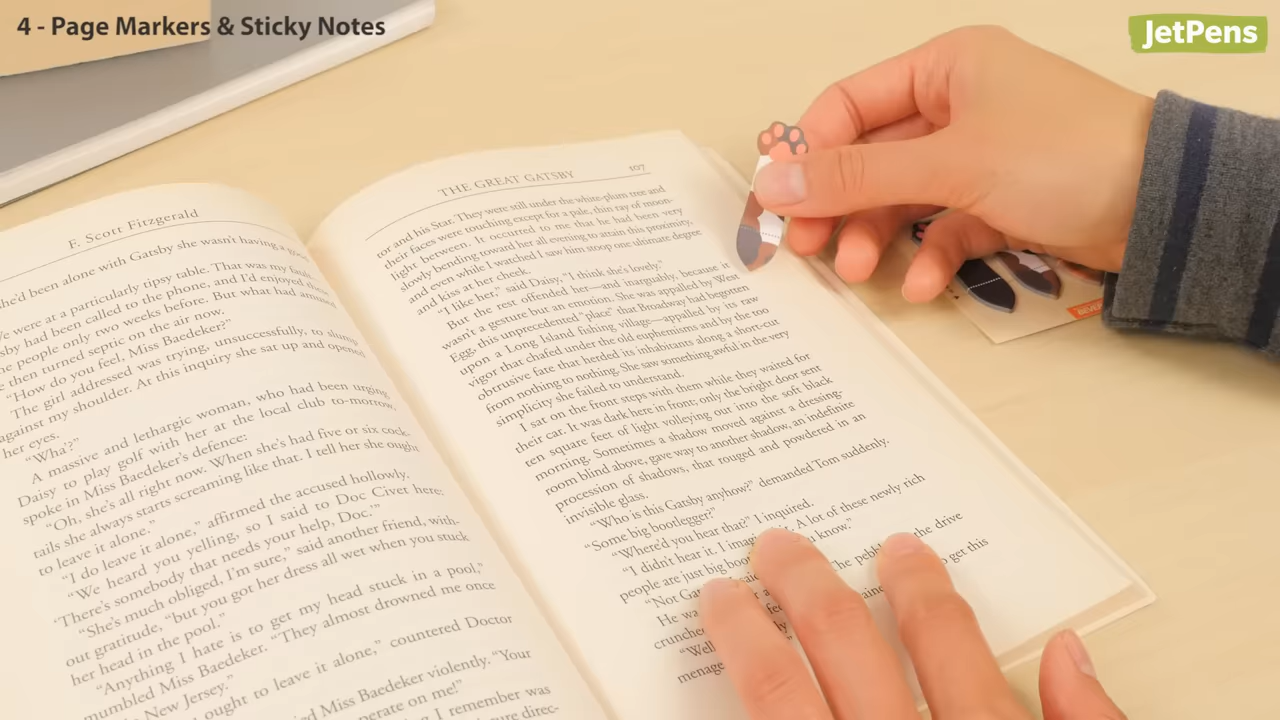 4 - Page Markers & Sticky Notes
JetPens
F. Scott Fitzgerald
she'd been alone with Gatsby she wasn't having a
We were at a particularly tipsy table. That was my
had been called to the phone, and I'd enjoyed
people only two weeks before. But what had
then turned septic on the air now.
"How do you feel, Miss Baedeker?"
The girl addressed was trying, unsuccessfully, to slump
against my shoulder. At this inquiry she sat up and opened
her eyes.
"Wha?"
A massive and lethargic woman, who had been urging
Daisy to play golf with her at the local club to-morrow,
spoke in Miss Baedeker's defence:
"Oh, she's all right now. When she's had five or six cock-
tails she always starts screaming like that. I tell her she ought
to leave it alone."
"I do leave it alone," affirmed the accused hollowly.
"We heard you yelling, so I said to Doc Civet here:
'There's somebody that needs your help, Doc.'"
"She's much obliged, I'm sure," said another friend, with-
out gratitude, "but you got her dress all wet when you stuck
her head in the pool."
"Anything I hate is to get my head stuck in a pool,"
mumbled Miss Baedeker. "They almost drowned me once
New Jersey."
ought to leave it alone," countered Doctor
Miss Baedeker violently. "Your
operate on me!"
I remember was
THE GREAT GATSBY 107
tor and his Star. They were still under the white-plum tree and
their faces were touching except for a pale, thin ray of moon-
light between. It occurred to me that he had been very
slowly bending toward her all evening to attain this proximity,
and even while I watched I saw him stoop one ultimate degree
and kiss at her cheek.
"I like her," said Daisy, "I think she's lovely."
But the rest offended her—and inarguably, because it
wasn't a gesture but an emotion. She was appalled by West
Egg, this unprecedented "place" that Broadway had begotten
upon a Long Island fishing village—appalled by its raw
vigor that chafed under the old euphemisms and by the too
obtrusive fate that herded its inhabitants along a short-cut
from nothing to nothing. She saw something awful in the very
simplicity she failed to understand.
I sat on the front steps with them while they waited for
their car. It was dark here in front; only the bright door sent
ten square feet of light volleying out into the soft black
morning. Sometimes a shadow moved against a dressing-
room blind above, gave way to another shadow, an indefinite
procession of shadows, that rouged and powdered in an
invisible glass.
"Who is this Gatsby anyhow?" demanded Tom suddenly.
"Some big bootlegger?"
"Where'd you hear that?" I inquired.
"I didn't hear it. I A lot of these newly rich
people are just big you know."
"Not The the drive
He
crunched to get this
"Well
menage